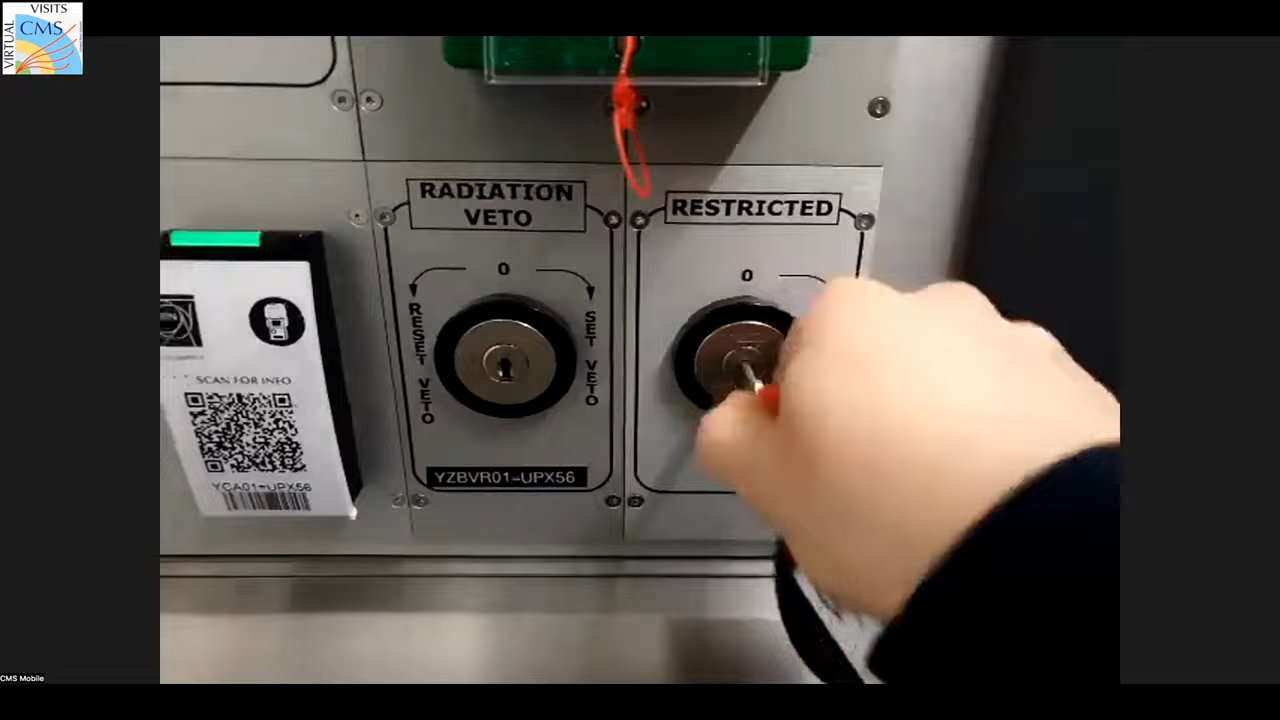 VISITS
VIRTUAL
CMS
RADIATION
VETO
RESTRICTED
0
0
RESET VETO
SET VETO
SCAN FOR INFO
YCA01=UPX56
YZBVR01=UPX56
CMS Mobile